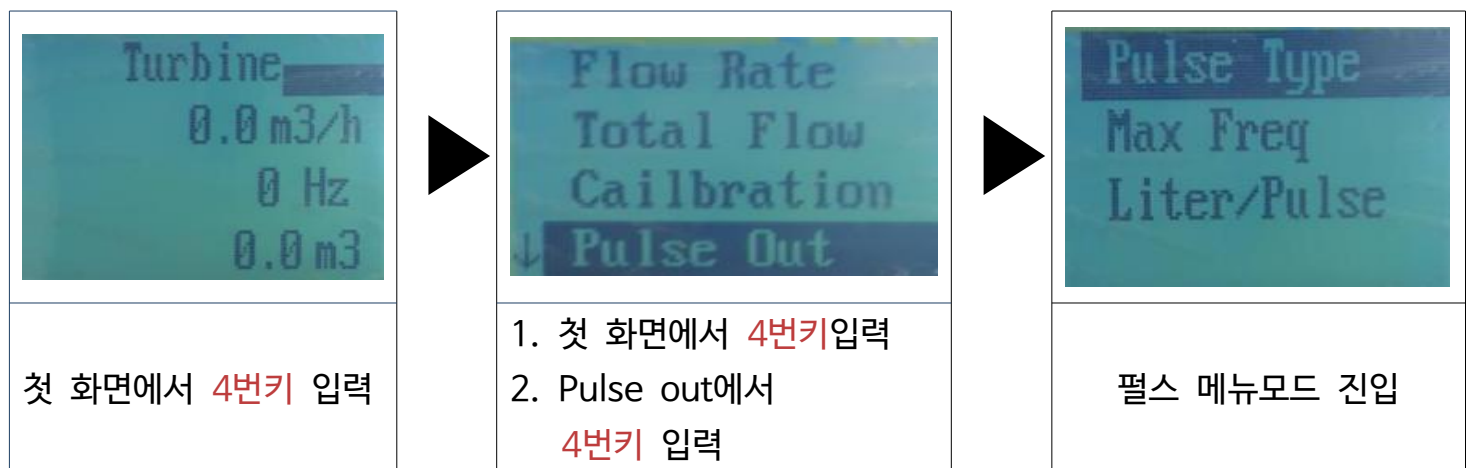 Turbine
0.0 m3/h
0 Hz
0.0 m3
첫 화면에서 4번키 입력
Flow Rate
Total Flow
Cailbration
↓ Pulse Out
1. 첫 화면에서 4번키입력
2. Pulse out에서
4번키 입력
Pulse Type
Max Freq
Liter/Pulse
펄스 메뉴모드 진입